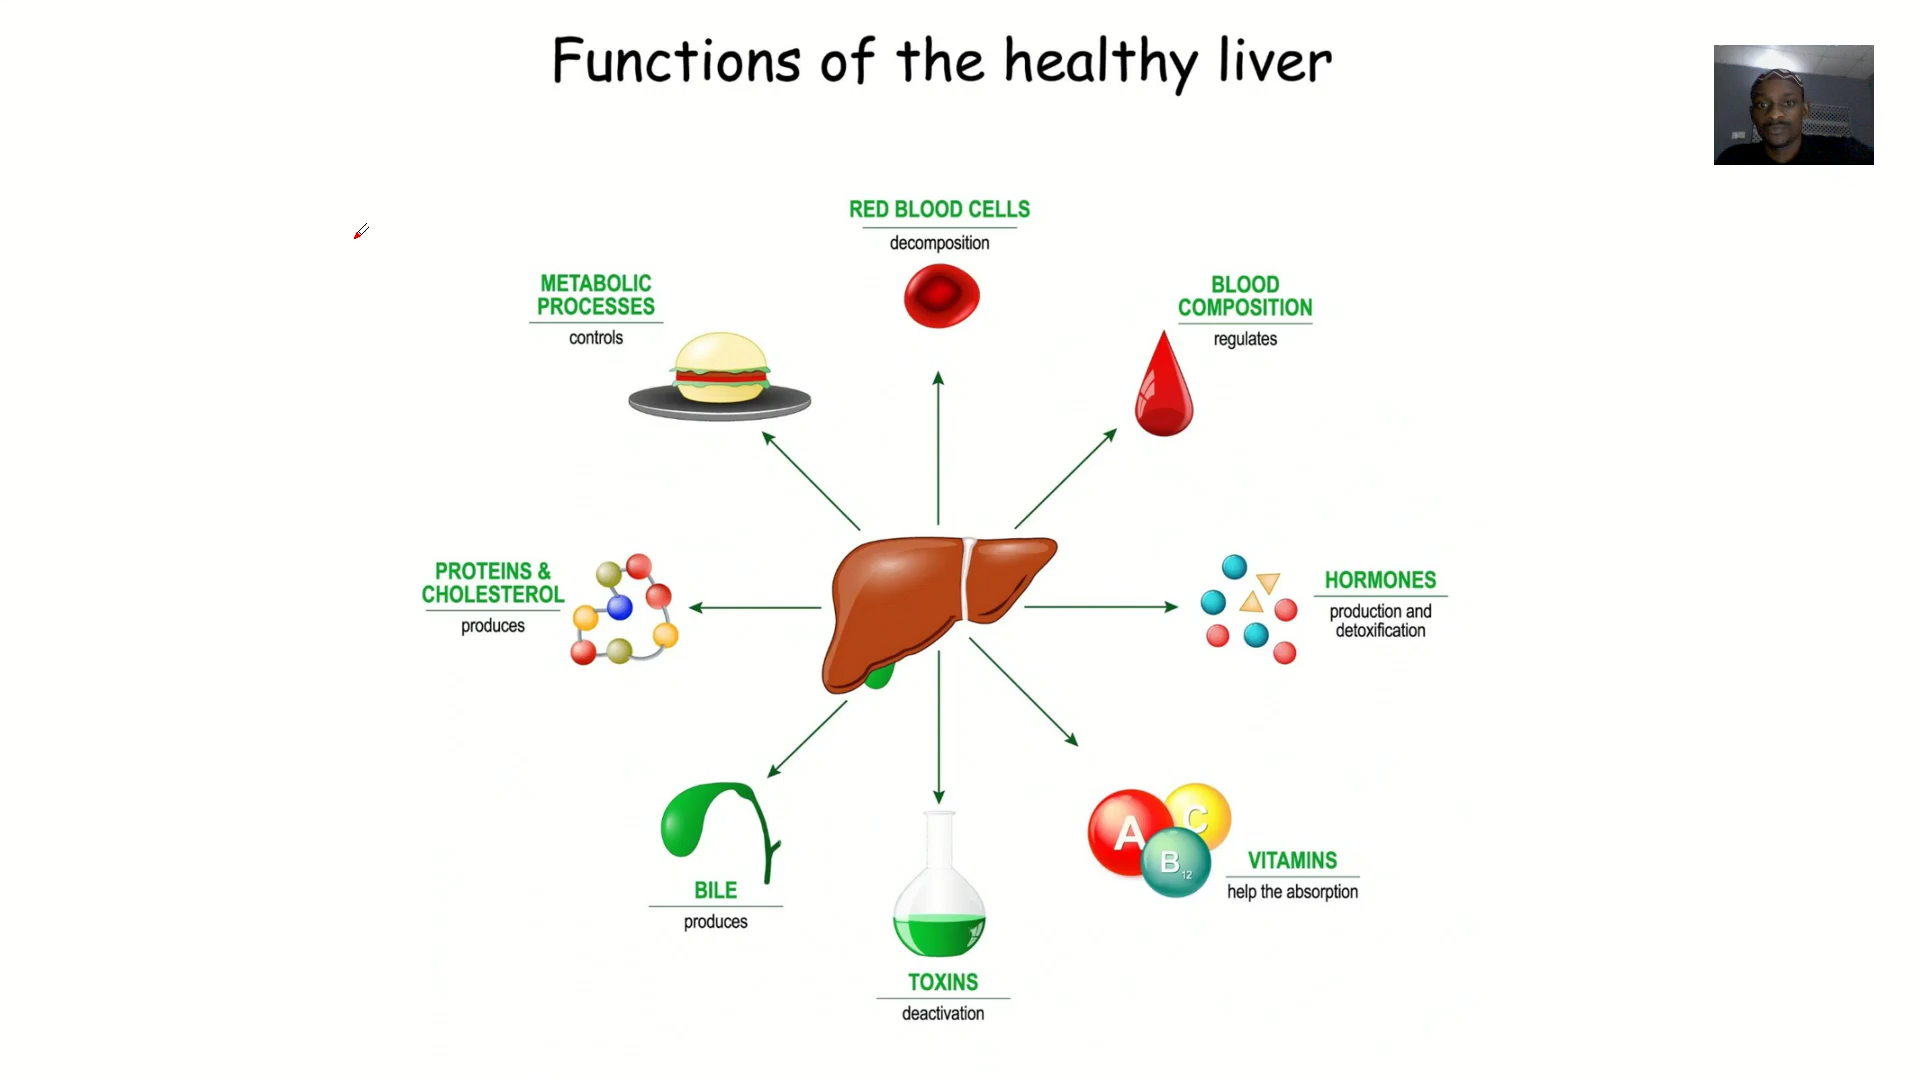 Functions of the healthy liver
RED BLOOD CELLS
decomposition
METABOLIC
PROCESSES
controls
BLOOD
COMPOSITION
regulates
PROTEINS &
CHOLESTEROL
produces
HORMONES
production and
detoxification
BILE
produces
A
C
B12
VITAMINS
help the absorption
TOXINS
deactivation